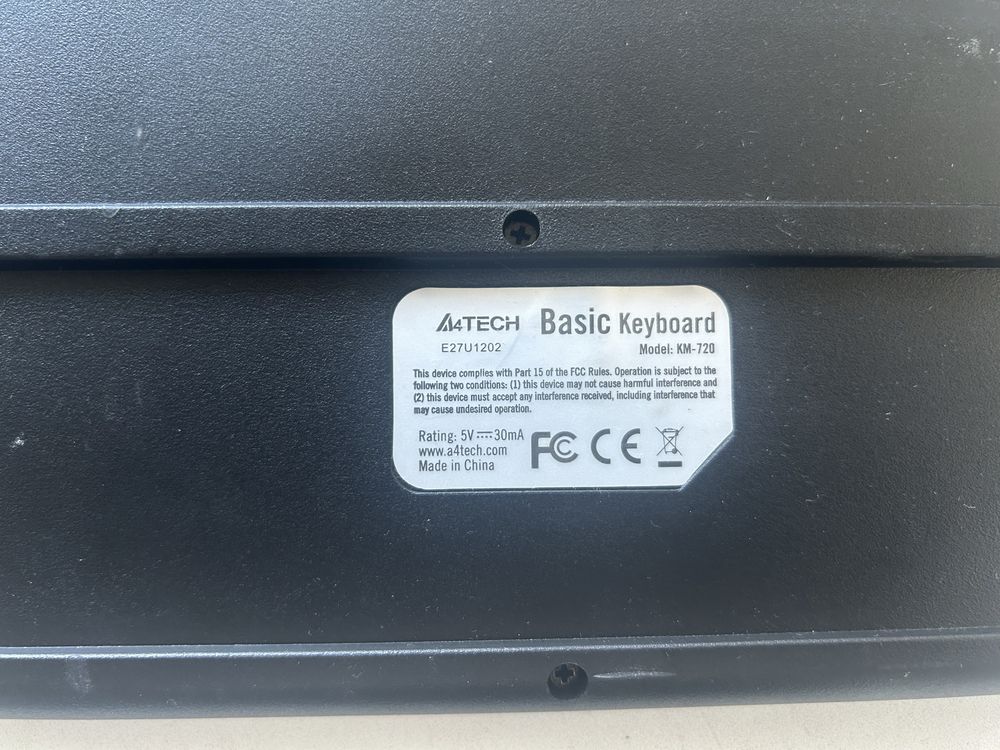 A4TECH Basic Keyboard
E27U1202 Model: KM-720
This device complies with Part 15 of the FCC Rules. Operation is subject to the
following two conditions: (1) this device may not cause harmful interference and
(2) this device must accept any interference received, including interference that
may cause undesired operation.
Rating: 5V⎓30mA
www.a4tech.com
Made in China
FC CE